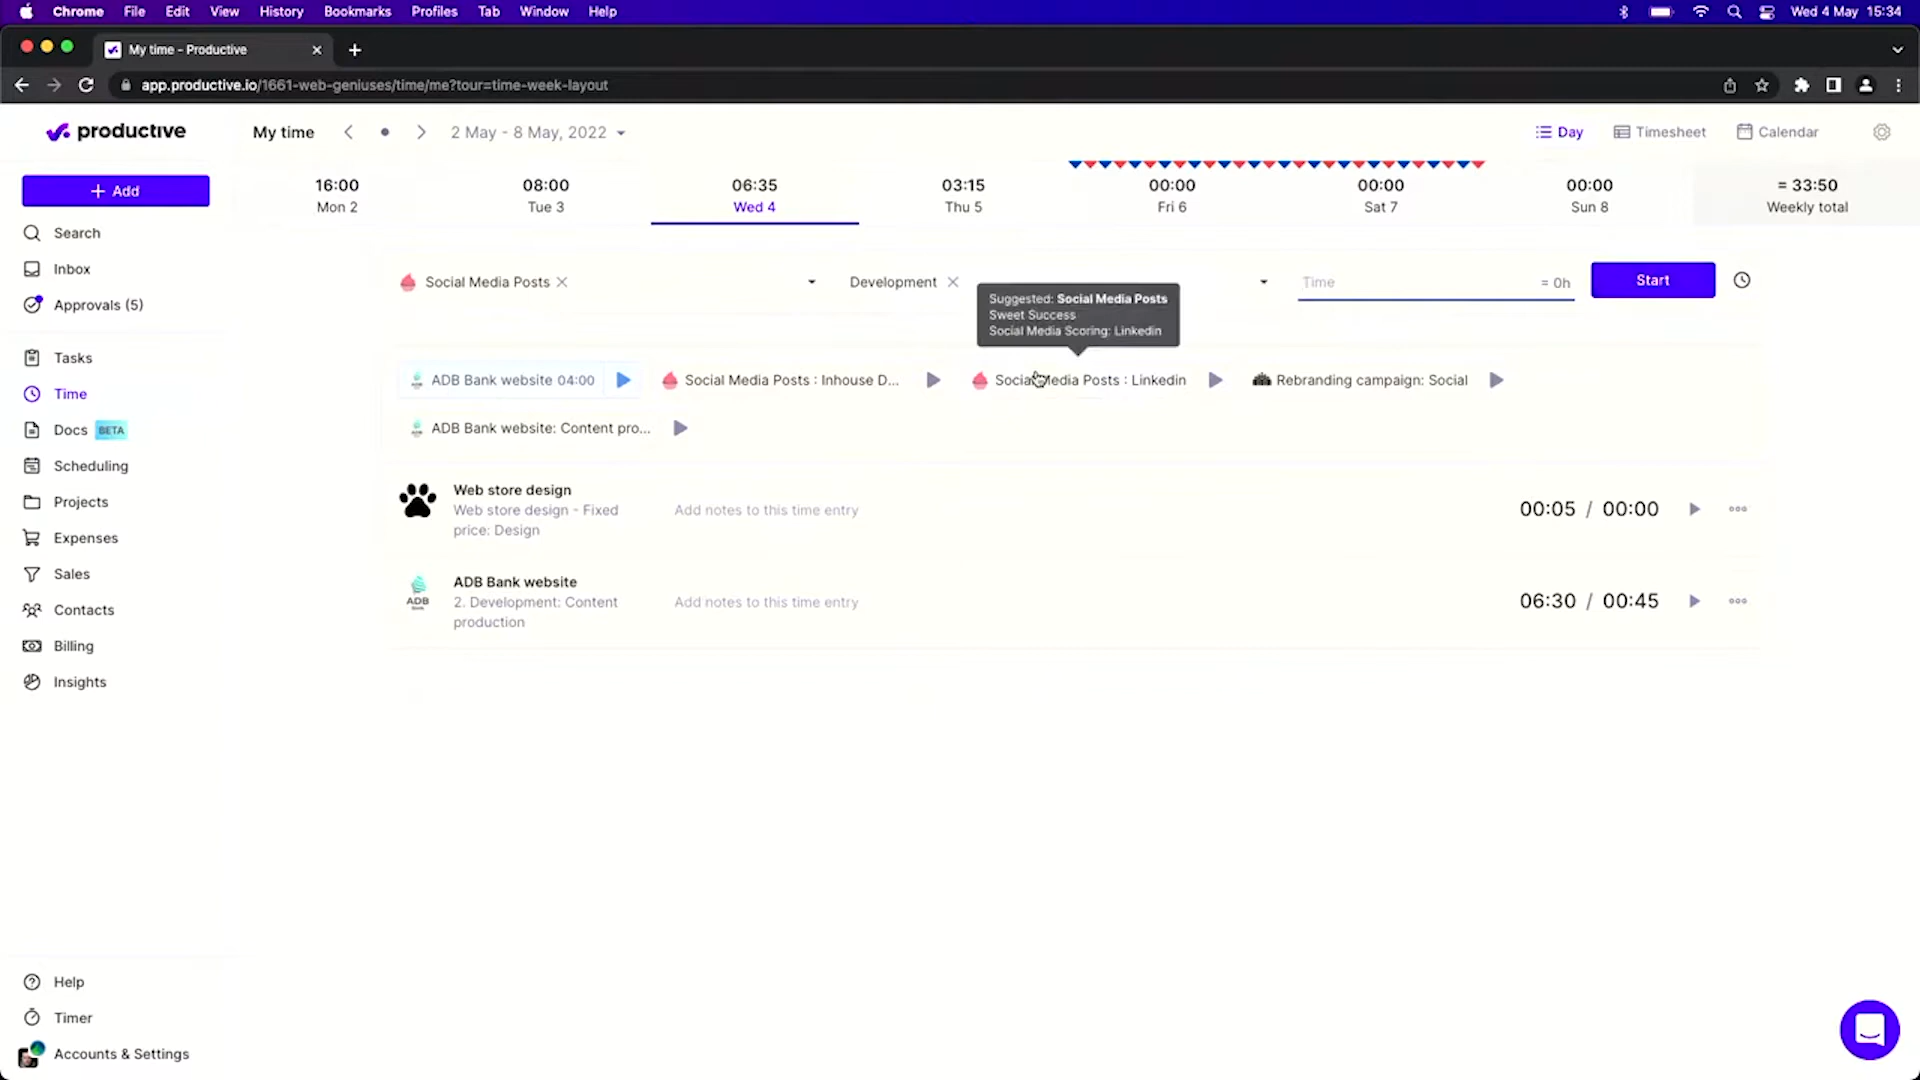 Chrome File Edit View History Bookmarks Profiles Tab Window Help Wed 4 May 15:34
My time - Productive
app.productive.io/1661-web-geniuses/time/me?tour=time-week-layout
productive
My time 2 May - 8 May, 2022 Day Timesheet Calendar
Add
16:00 08:00 06:35 03:15 00:00 00:00 00:00 = 33:50
Mon 2 Tue 3 Wed 4 Thu 5 Fri 6 Sat 7 Sun 8 Weekly total
Search
Inbox
Approvals (5)
Tasks
Time
Docs BETA
Scheduling
Projects
Expenses
Sales
Contacts
Billing
Insights
Help
Timer
Accounts & Settings
Social Media Posts Development Time = 0h Start
Suggested: Social Media Posts
Sweet Success
Social Media Scoring: Linkedin
ADB Bank website 04:00 Social Media Posts : Inhouse D... Social Media Posts : Linkedin Rebranding campaign: Social
ADB Bank website: Content pro...
Web store design
Web store design - Fixed
price: Design
Add notes to this time entry
00:05 / 00:00
ADB
ADB Bank website
2. Development: Content
production
Add notes to this time entry
06:30 / 00:45